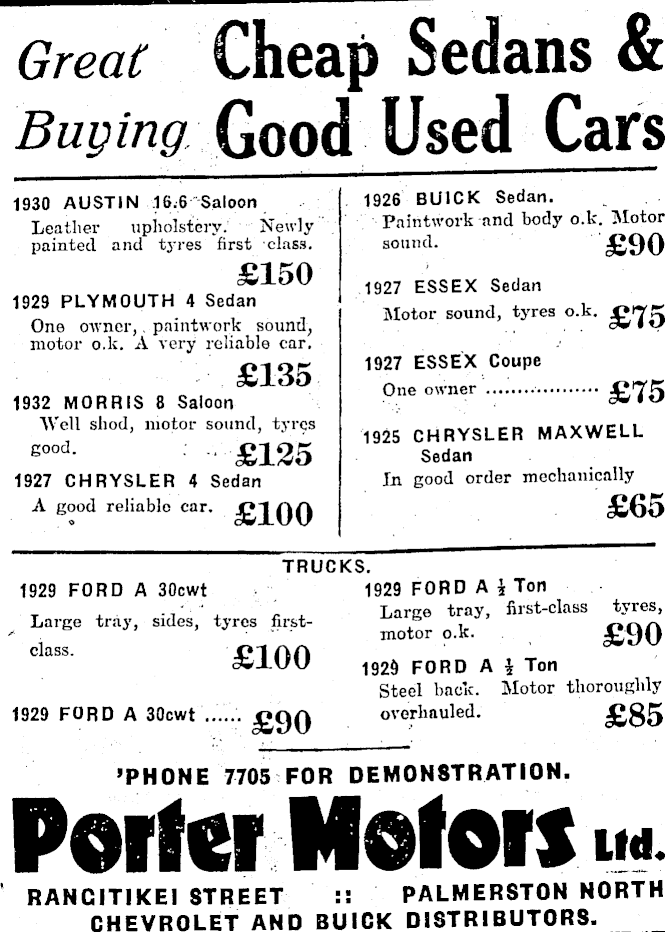 Great Buying
Cheap Sedans &
Good Used Cars
1930 AUSTIN 16.6 Saloon
Leather upholstery. Newly
painted and tyres first class.
£150
1929 PLYMOUTH 4 Sedan
One owner, paintwork sound,
motor o.k. A very reliable car.
£135
1932 MORRIS 8 Saloon
Well shod, motor sound, tyres
good.
£125
1927 CHRYSLER 4 Sedan
A good reliable car. £100
1926 BUICK Sedan.
Paintwork and body o.k. Motor
sound. £90
1927 ESSEX Sedan
Motor sound, tyres o.k. £75
1927 ESSEX Coupe
One owner .................. £75
1925 CHRYSLER MAXWELL
Sedan
In good order mechanically
£65
TRUCKS.
1929 FORD A 30cwt
Large tray, sides, tyres first-
class. £100
1929 FORD A 30cwt ...... £90
1929 FORD A ½ Ton
Large tray, first-class tyres,
motor o.k. £90
1929 FORD A ½ Ton
Steel back. Motor thoroughly
overhauled. £85
'PHONE 7705 FOR DEMONSTRATION.
Porter Motors Ltd.
RANGITIKEI STREET :: PALMERSTON NORTH
CHEVROLET AND BUICK DISTRIBUTORS.